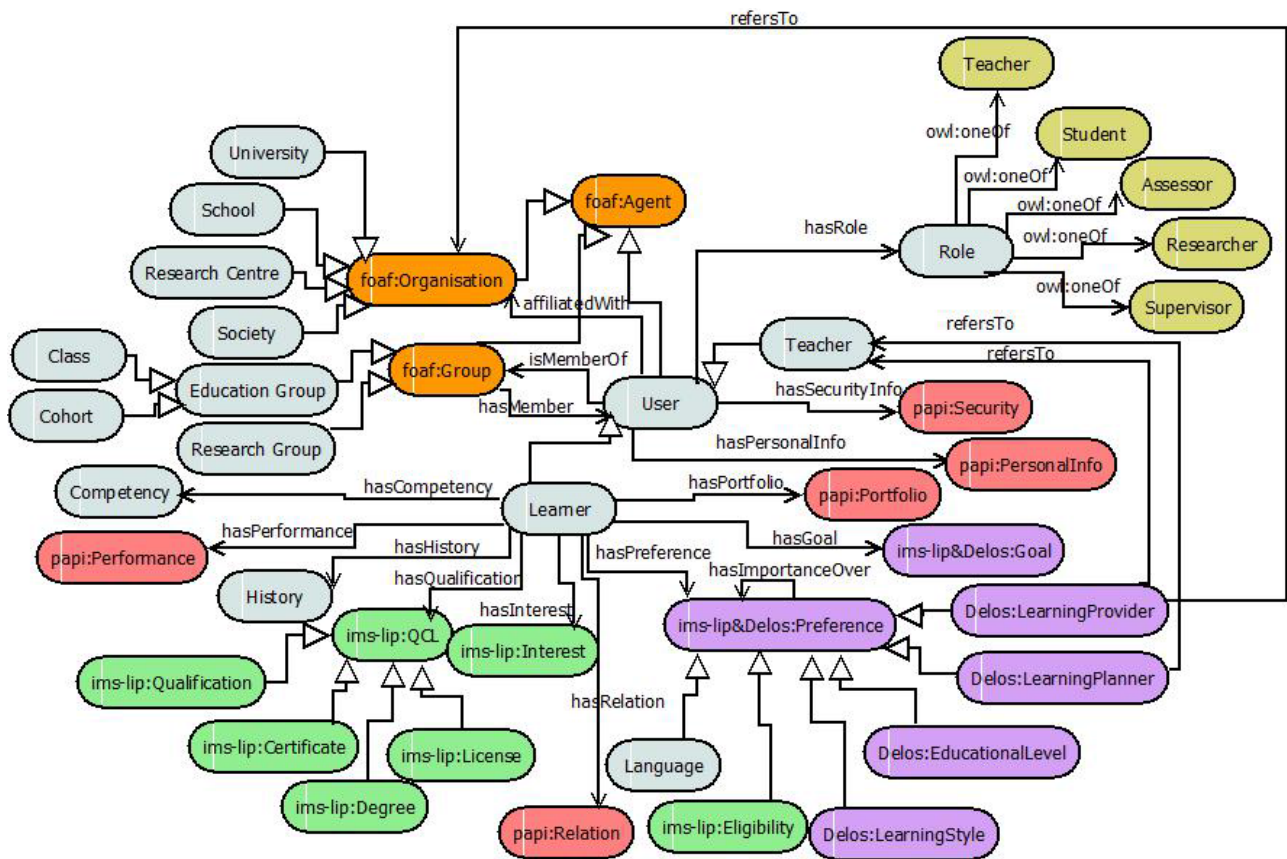 refersTo
Teacher
owl:oneOf
Student
University
owl:oneOf
Assessor
School
foaf:Agent
owl:oneOf
hasRole
Role
owl:oneOf
Researcher
Research Centre
foaf:Organisation
owl:oneOf
Supervisor
affiliatedWith
Society
refersTo
Class
Teacher
refersTo
isMemberOf
foaf:Group
Education Group
hasSecurityInfo
Cohort
hasMember
User
papi:Security
Research Group
hasPersonalInfo
papi:PersonalInfo
Competency
hasCompetency
hasPortfolio
Learner
papi:Portfolio
hasPerformance
hasGoal
papi:Performance
hasHistory
hasPreference
ims-lip&Delos:Goal
hasQualification
hasImportanceOver
History
hasInterest
Delos:LearningProvider
ims-lip:QCL
ims-lip:Interest
ims-lip&Delos:Preference
ims-lip:Qualification
Delos:LearningPlanner
hasRelation
ims-lip:Certificate
ims-lip:License
Language
Delos:EducationalLevel
ims-lip:Degree
papi:Relation
ims-lip:Eligibility
Delos:LearningStyle